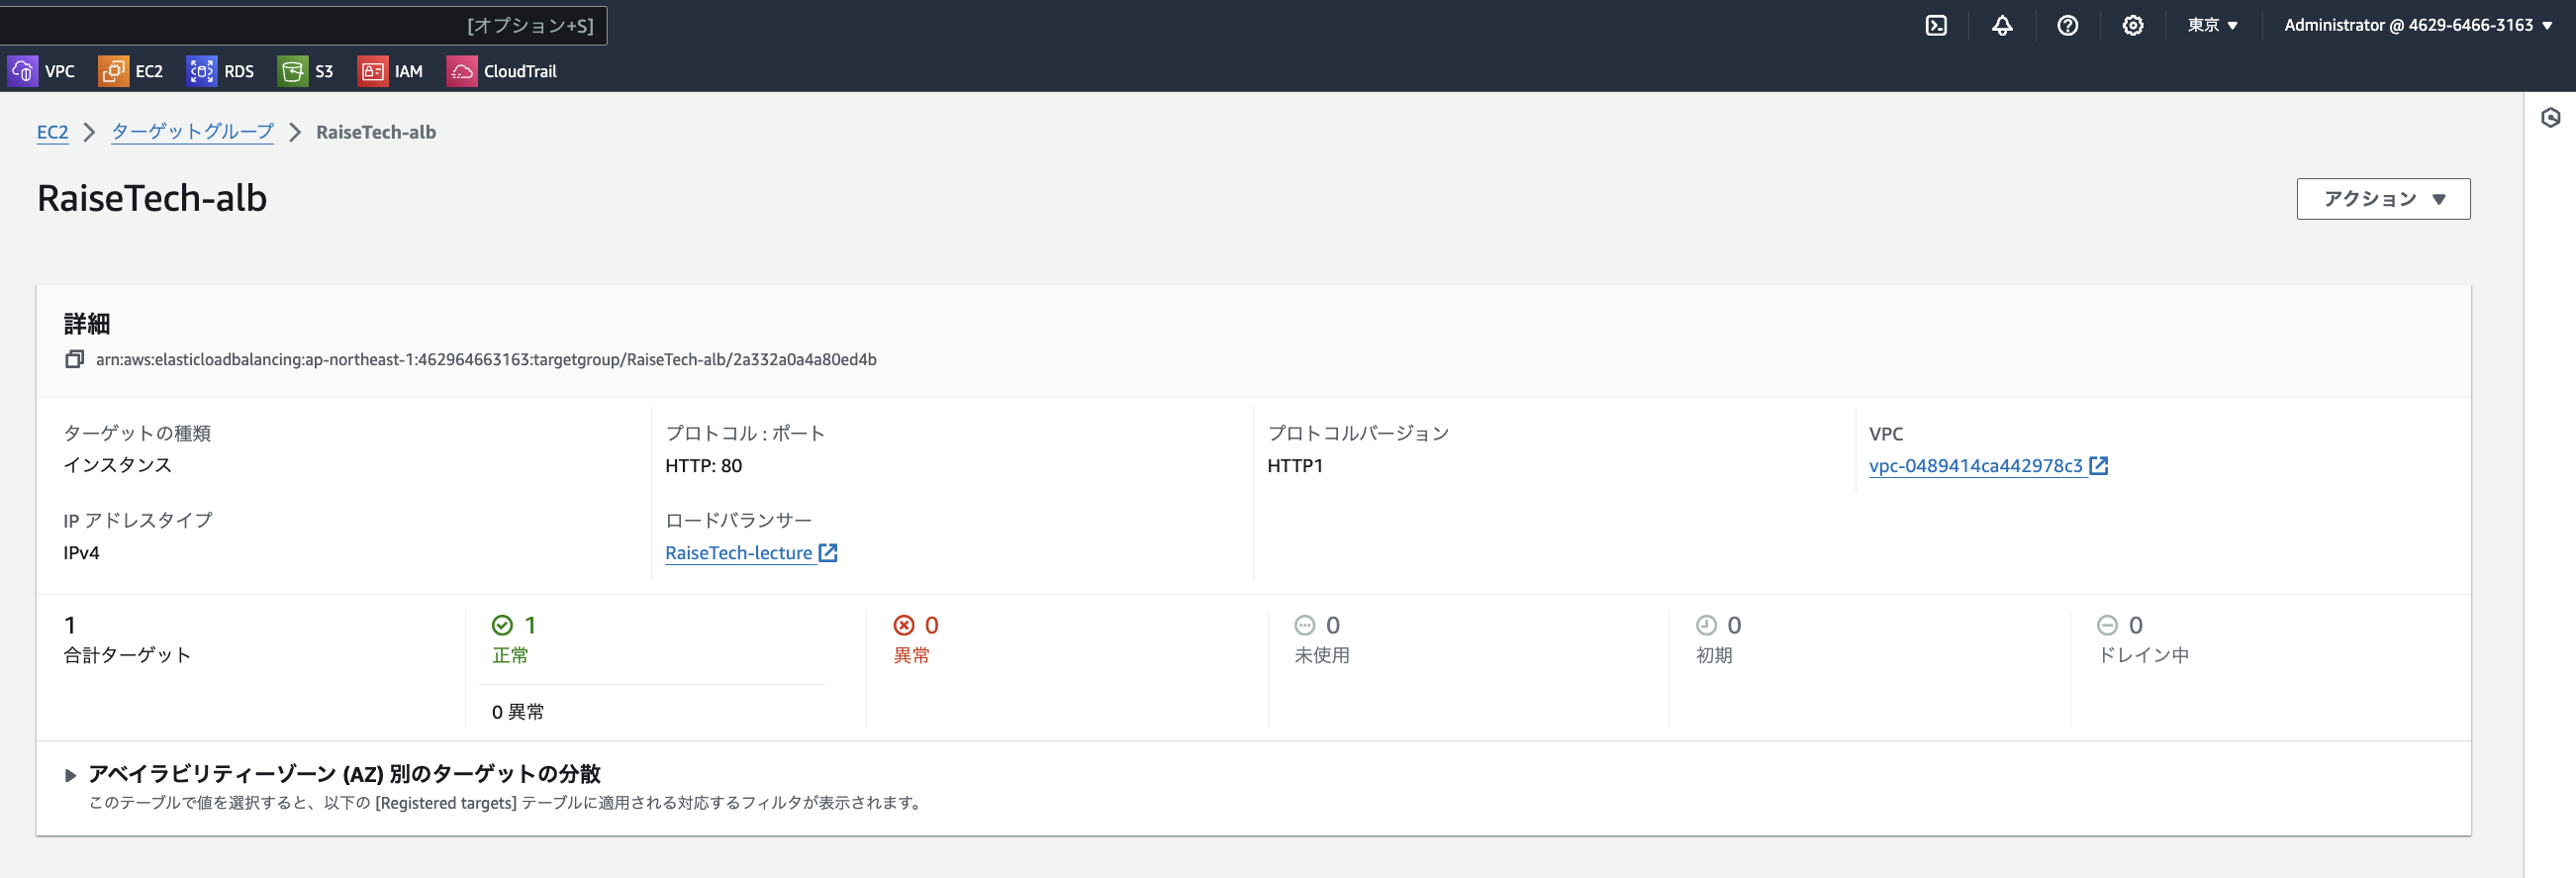 [オプション+S]
東京
Administrator @ 4629-6466-3163
VPC
EC2
RDS
S3
IAM
CloudTrail
EC2
ターゲットグループ
RaiseTech-alb
RaiseTech-alb
アクション
詳細
arn:aws:elasticloadbalancing:ap-northeast-1:462964663163:targetgroup/RaiseTech-alb/2a332a0a4a80ed4b
ターゲットの種類
インスタンス
プロトコル : ポート
HTTP: 80
プロトコルバージョン
HTTP1
VPC
vpc-0489414ca442978c3
IP アドレスタイプ
IPv4
ロードバランサー
RaiseTech-lecture
1
合計ターゲット
1
正常
0 異常
0
異常
0
未使用
0
初期
0
ドレイン中
アベイラビリティーゾーン (AZ) 別のターゲットの分散
このテーブルで値を選択すると、以下の [Registered targets] テーブルに適用される対応するフィルタが表示されます。